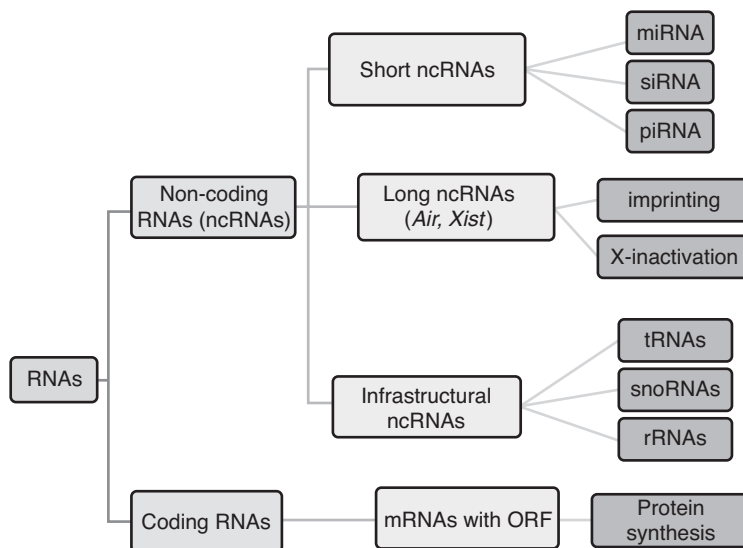 miRNA
Short ncRNAs
siRNA
piRNA
Non-coding
RNAs (ncRNAs)
Long ncRNAs
(Air, Xist)
imprinting
X-inactivation
tRNAs
RNAs
snoRNAs
Infrastructural
ncRNAs
rRNAs
Coding RNAs
mRNAs with ORF
Protein
synthesis